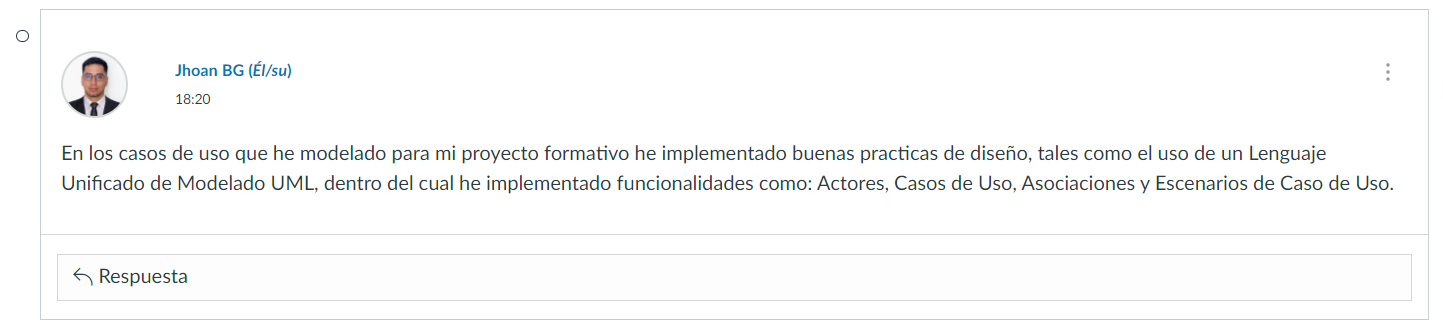 Jhoan BG (Él/su)
18:20
En los casos de uso que he modelado para mi proyecto formativo he implementado buenas practicas de diseño, tales como el uso de un Lenguaje
Unificado de Modelado UML, dentro del cual he implementado funcionalidades como: Actores, Casos de Uso, Asociaciones y Escenarios de Caso de Uso.
Respuesta